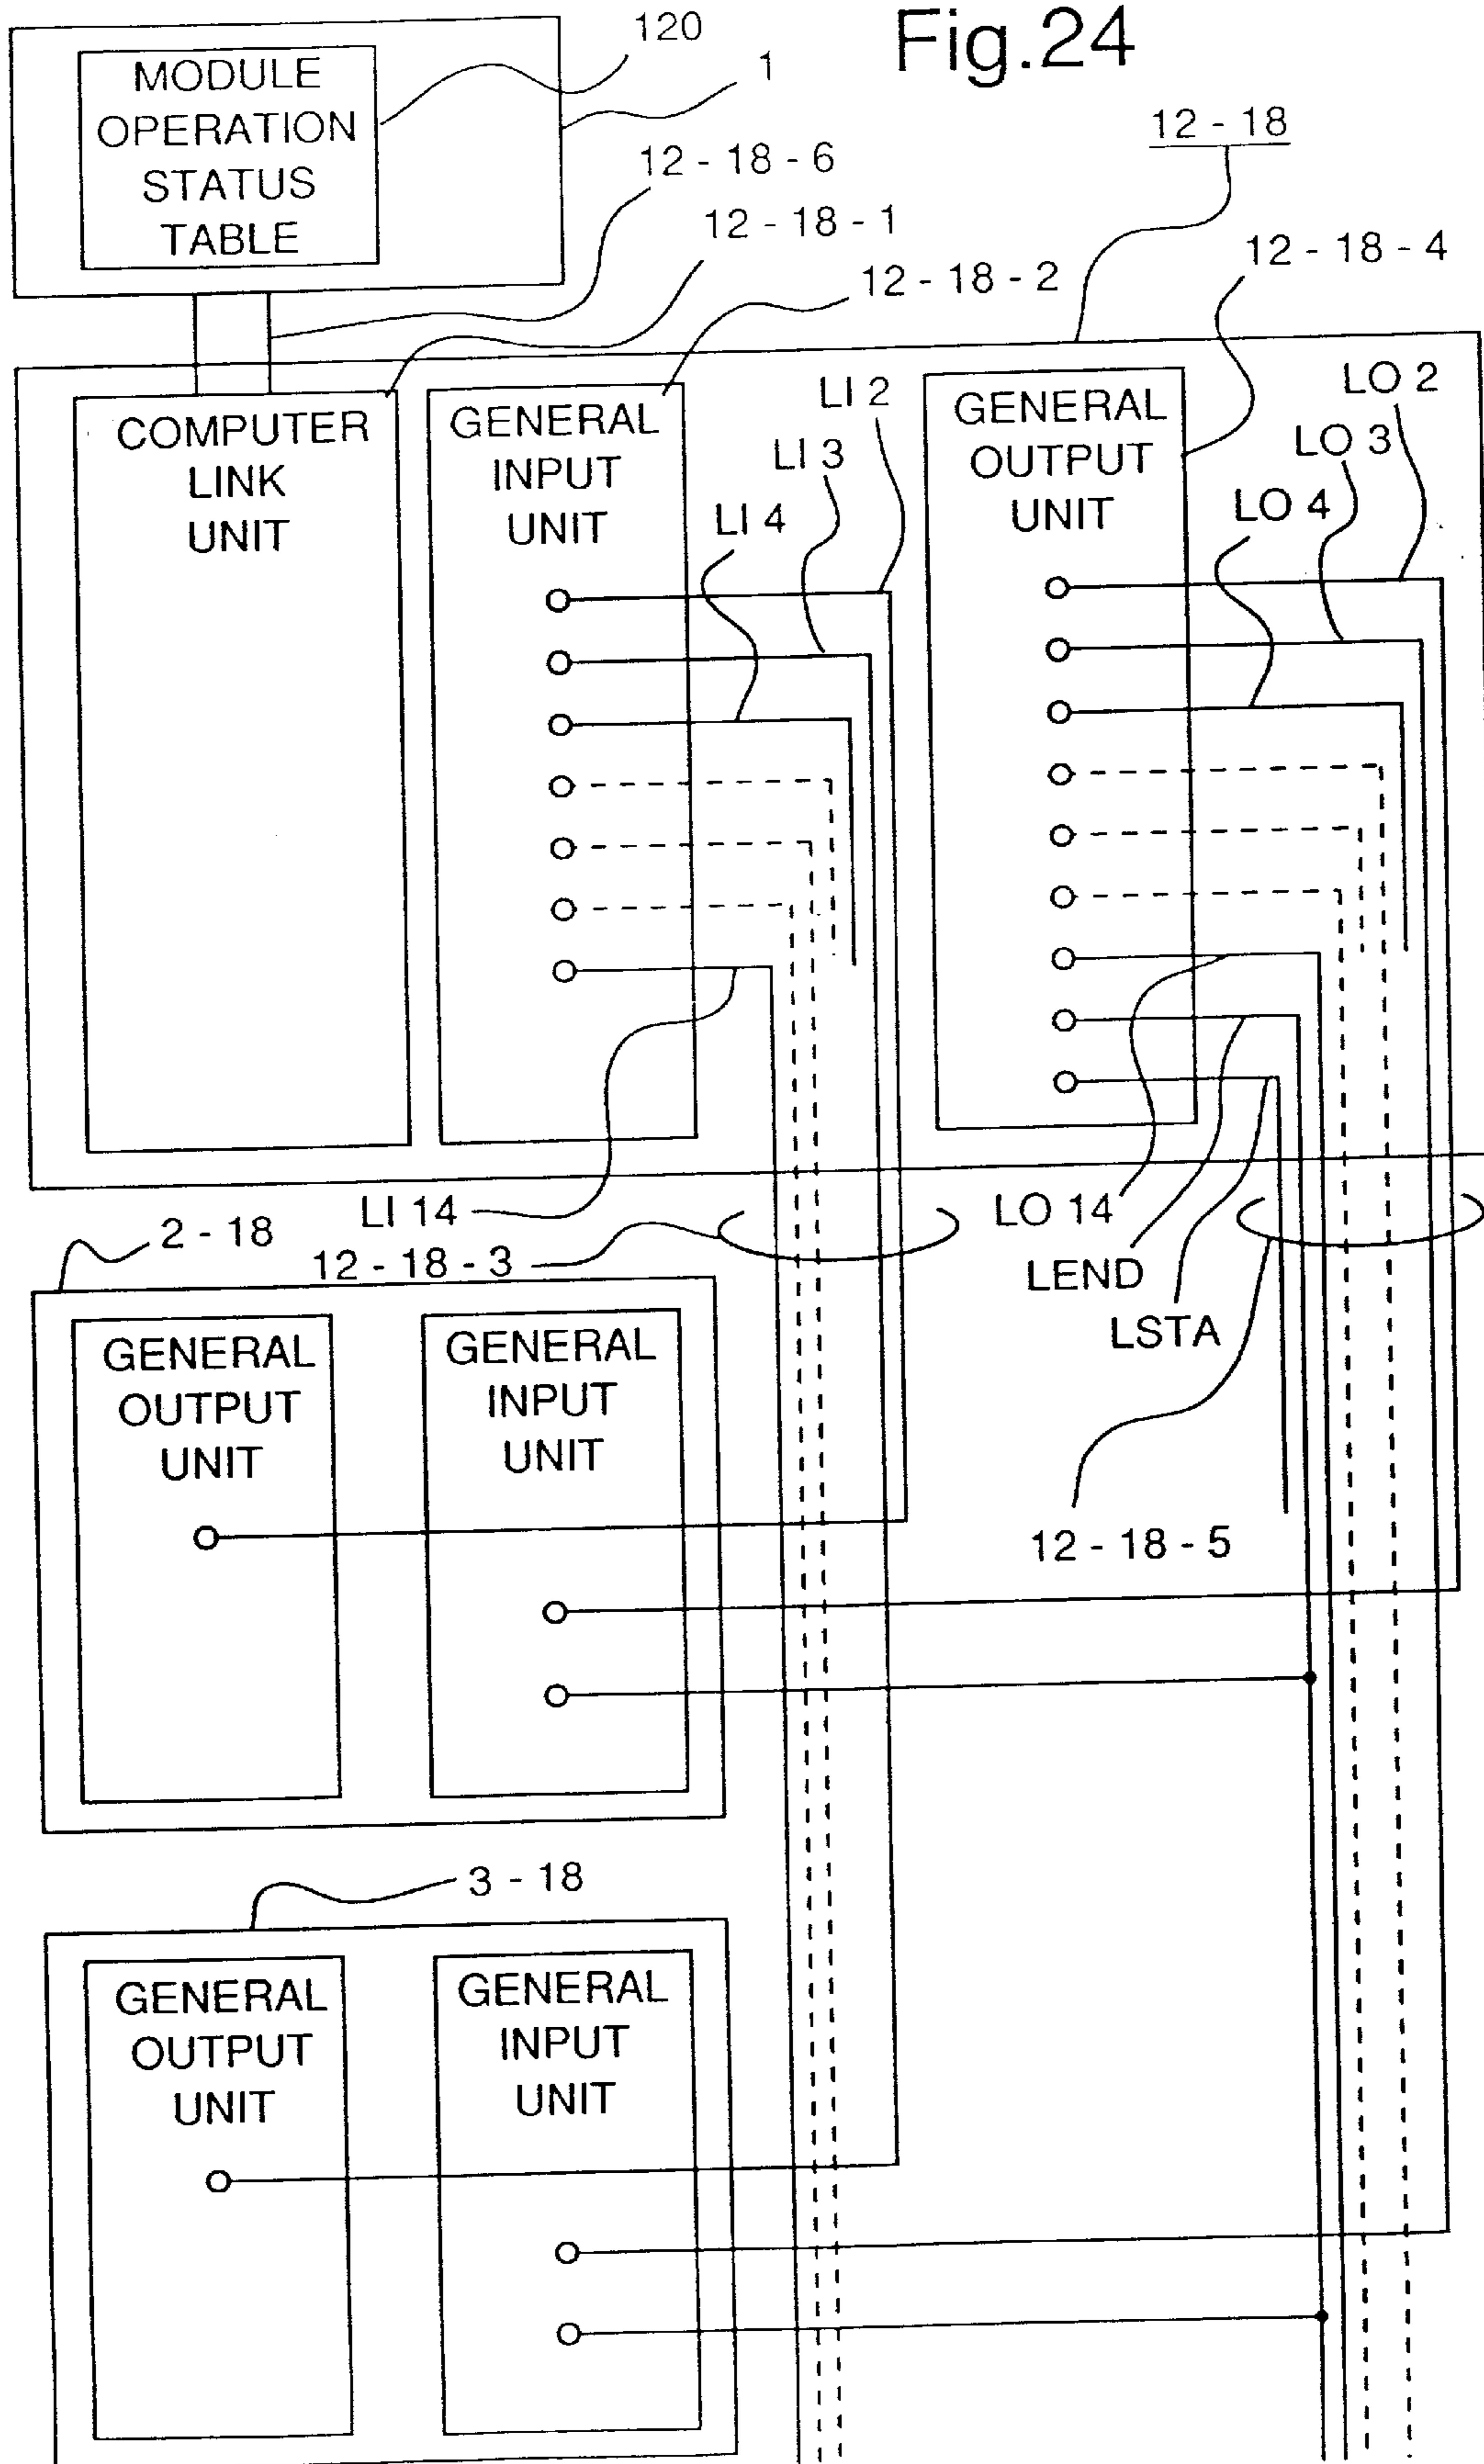 Fig.24
120
1
MODULE
OPERATION
STATUS
TABLE
12 - 18
12 - 18 - 6
12 - 18 - 1
12 - 18 - 2
12 - 18 - 4
COMPUTER
LINK
UNIT
GENERAL
INPUT
UNIT
LI 2
LI 3
LI 4
GENERAL
OUTPUT
UNIT
LO 2
LO 3
LO 4
LI 14
12 - 18 - 3
LO 14
LEND
LSTA
12 - 18 - 5
2 - 18
GENERAL
OUTPUT
UNIT
GENERAL
INPUT
UNIT
3 - 18
GENERAL
OUTPUT
UNIT
GENERAL
INPUT
UNIT